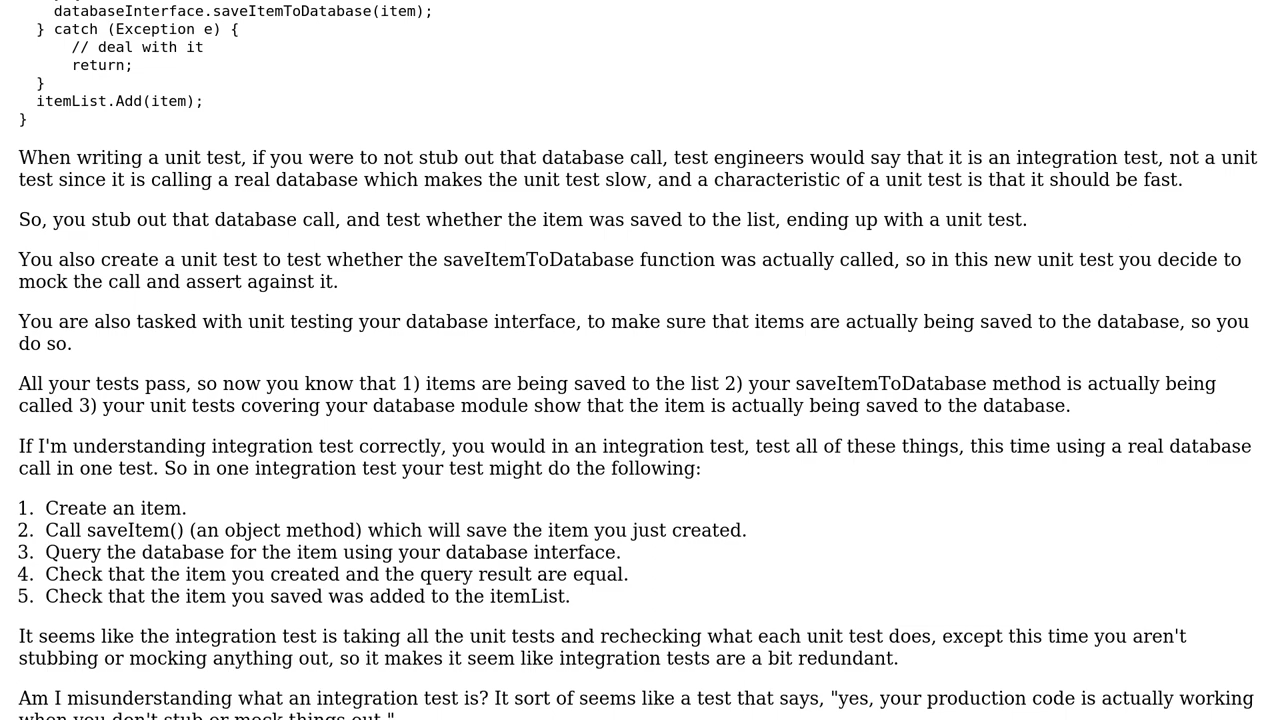 databaseInterface.saveItemToDatabase(item);
} catch (Exception e) {
// deal with it
return;
}
itemList.Add(item);
}
When writing a unit test, if you were to not stub out that database call, test engineers would say that it is an integration test, not a unit
test since it is calling a real database which makes the unit test slow, and a characteristic of a unit test is that it should be fast.
So, you stub out that database call, and test whether the item was saved to the list, ending up with a unit test.
You also create a unit test to test whether the saveItemToDatabase function was actually called, so in this new unit test you decide to
mock the call and assert against it.
You are also tasked with unit testing your database interface, to make sure that items are actually being saved to the database, so you
do so.
All your tests pass, so now you know that 1) items are being saved to the list 2) your saveItemToDatabase method is actually being
called 3) your unit tests covering your database module show that the item is actually being saved to the database.
If I'm understanding integration test correctly, you would in an integration test, test all of these things, this time using a real database
call in one test. So in one integration test your test might do the following:
1. Create an item.
2. Call saveItem() (an object method) which will save the item you just created.
3. Query the database for the item using your database interface.
4. Check that the item you created and the query result are equal.
5. Check that the item you saved was added to the itemList.
It seems like the integration test is taking all the unit tests and rechecking what each unit test does, except this time you aren't
stubbing or mocking anything out, so it makes it seem like integration tests are a bit redundant.
Am I misunderstanding what an integration test is? It sort of seems like a test that says, "yes, your production code is actually working
when you don't stub or mock things out."